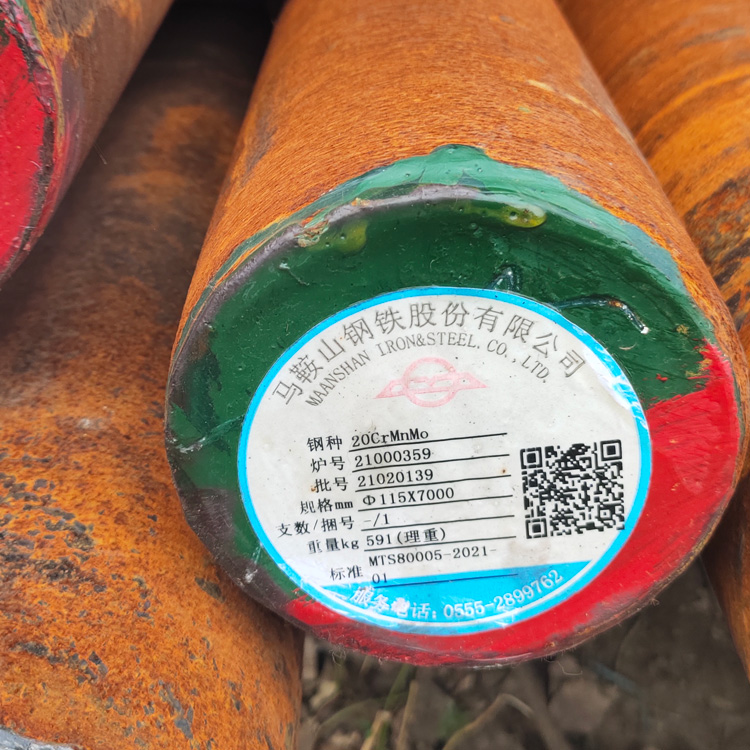 马鞍山钢铁股份有限公司
MAANSHAN IRON&STEEL.CO.,LTD.
钢种 20CrMnMo
炉号 21000359
批号 21020139
规格mm Φ115X7000
支数/捆号 -/1
重量kg 591(理重)
标准 MTS80005-2021-
01
服务电话: 0555-2899762